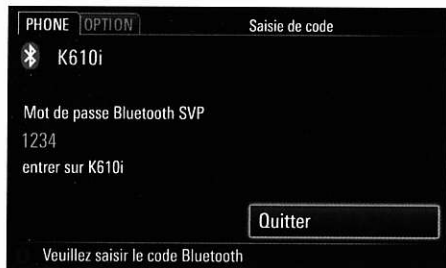 PHONE OPTION Saisie de code
K610i
Mot de passe Bluetooth SVP
1234
entrer sur K610i
Quitter
Veuillez saisir le code Bluetooth